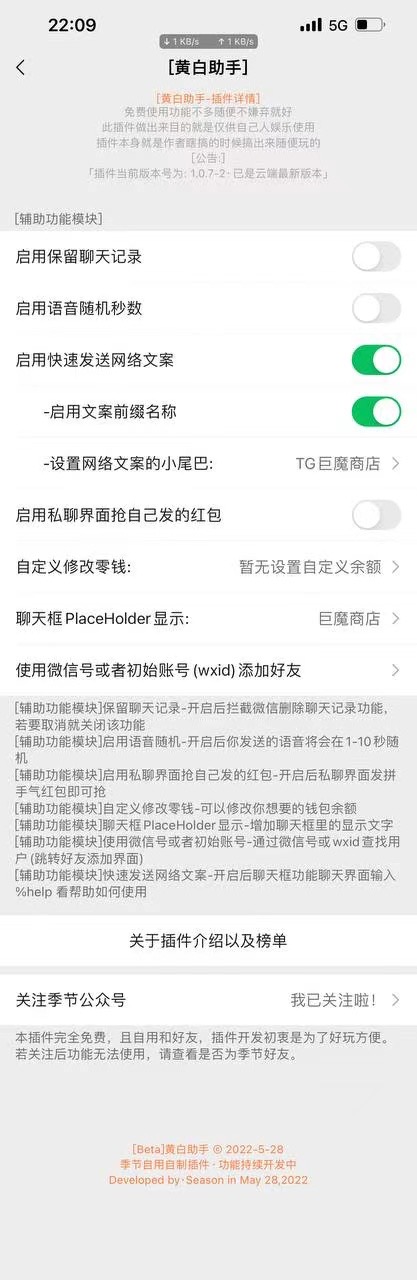 22:09
5G
↓ 1 KB/s ↑ 1 KB/s
[黄白助手]
[黄白助手-插件详情]
免费使用功能不多随便不嫌弃就好
此插件做出来目的就是仅供自己人娱乐使用
插件本身就是作者瞎搞的时候搞出来随便玩的
[公告:]
「插件当前版本号为: 1.0.7-2 · 已是云端最新版本」
[辅助功能模块]
启用保留聊天记录
启用语音随机秒数
启用快速发送网络文案
-启用文案前缀名称
-设置网络文案的小尾巴: TG巨魔商店
启用私聊界面抢自己发的红包
自定义修改零钱: 暂无设置自定义余额
聊天框PlaceHolder显示: 巨魔商店
使用微信号或者初始账号(wxid)添加好友
[辅助功能模块]保留聊天记录-开启后拦截微信删除聊天记录功能，
若要取消就关闭该功能
[辅助功能模块]启用语音随机-开启后你发送的语音将会在1-10秒随
机
[辅助功能模块]启用私聊界面抢自己发的红包-开启后私聊界面发拼
手气红包即可抢
[辅助功能模块]自定义修改零钱-可以修改你想要的钱包余额
[辅助功能模块]聊天框PlaceHolder显示-增加聊天框里的显示文字
[辅助功能模块]使用微信号或者初始账号-通过微信号或wxid查找用
户(跳转好友添加界面)
[辅助功能模块]快速发送网络文案-开启后聊天框功能聊天界面输入
%help 看帮助如何使用
关于插件介绍以及榜单
关注季节公众号 我已关注啦！
本插件完全免费，且自用和好友，插件开发初衷是为了好玩方便。
若关注后功能无法使用，请查看是否为季节好友。
[Beta]黄白助手 © 2022-5-28
季节自用自制插件 · 功能持续开发中
Developed by · Season in May 28,2022